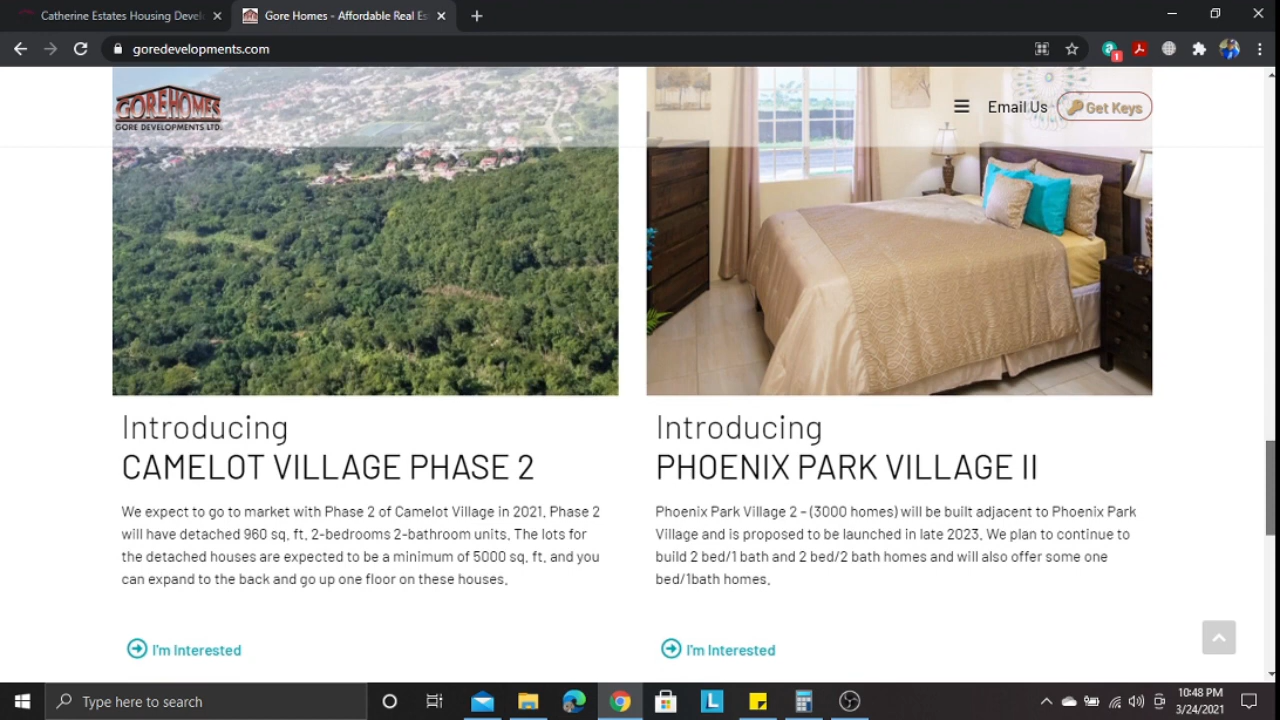 Catherine Estates Housing Devel
Gore Homes - Affordable Real Es
goredevelopments.com
1
GOREHOMES
GORE DEVELOPMENTS LTD.
Email Us
Get Keys
Introducing
CAMELOT VILLAGE PHASE 2
We expect to go to market with Phase 2 of Camelot Village in 2021. Phase 2
will have detached 960 sq. ft. 2-bedrooms 2-bathroom units. The lots for
the detached houses are expected to be a minimum of 5000 sq. ft. and you
can expand to the back and go up one floor on these houses.
I'm Interested
Introducing
PHOENIX PARK VILLAGE II
Phoenix Park Village 2 – (3000 homes) will be built adjacent to Phoenix Park
Village and is proposed to be launched in late 2023. We plan to continue to
build 2 bed/1 bath and 2 bed/2 bath homes and will also offer some one
bed/1bath homes.
I'm Interested
Type here to search
L
10:48 PM
3/24/2021